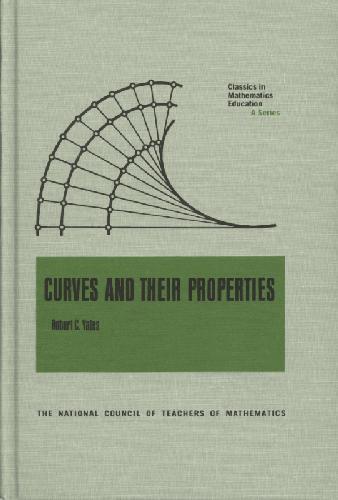 Classics in
Mathematics
Education
A Series
CURVES AND THEIR PROPERTIES
Robert C. Yates
THE NATIONAL COUNCIL OF TEACHERS OF MATHEMATICS